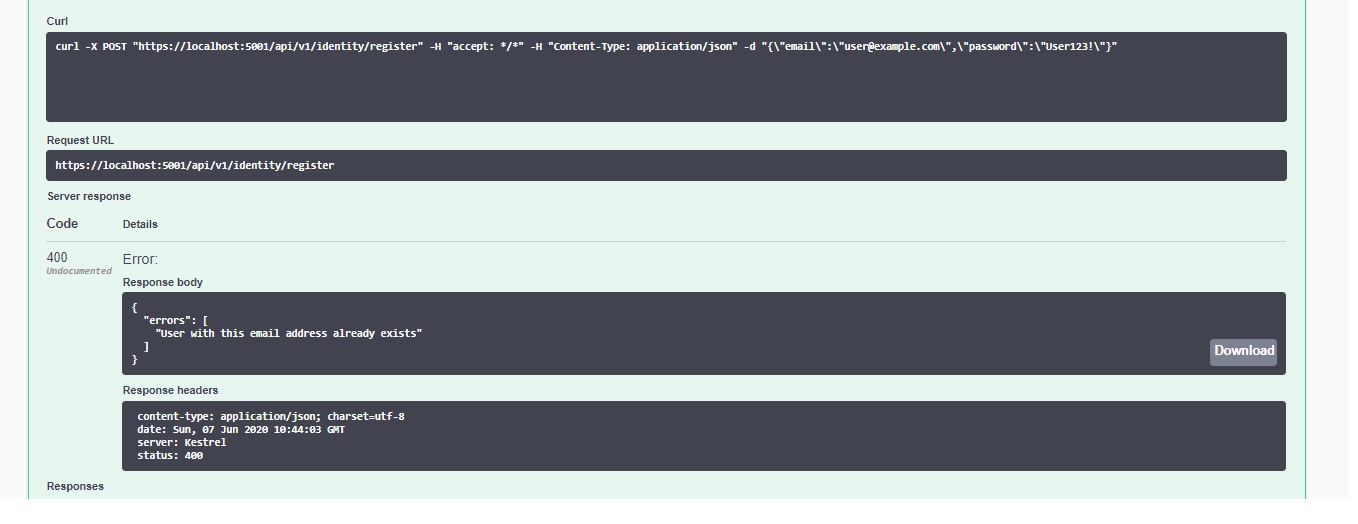 Curl
curl -X POST "https://localhost:5001/api/v1/identity/register" -H "accept: */*" -H "Content-Type: application/json" -d "{\"email\":\"user@example.com\",\"password\":\"User123!\"}"
Request URL
https://localhost:5001/api/v1/identity/register
Server response
Code Details
400 Error:
Undocumented
Response body
{
  "errors": [
    "User with this email address already exists"
  ]
}
Download
Response headers
content-type: application/json; charset=utf-8
date: Sun, 07 Jun 2020 10:44:03 GMT
server: Kestrel
status: 400
Responses